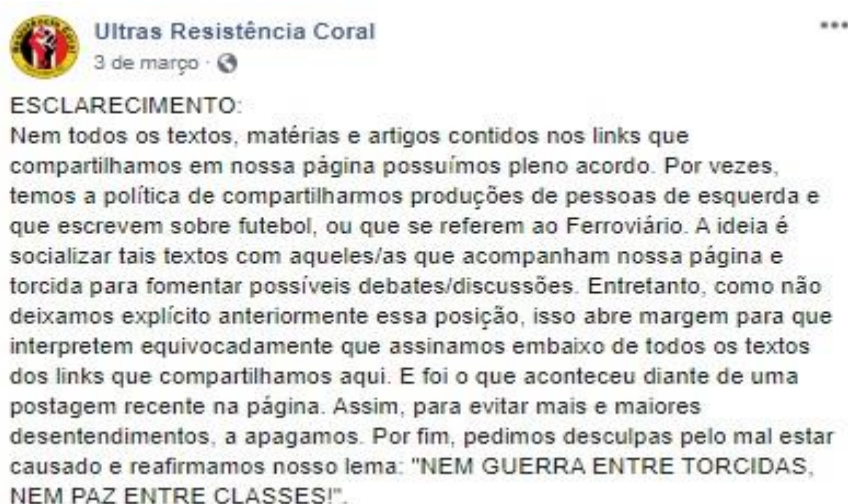 Ultras Resistência Coral
3 de março
ESCLARECIMENTO:
Nem todos os textos, matérias e artigos contidos nos links que
compartilhamos em nossa página possuímos pleno acordo. Por vezes,
temos a política de compartilharmos produções de pessoas de esquerda e
que escrevem sobre futebol, ou que se referem ao Ferroviário. A ideia é
socializar tais textos com aqueles/as que acompanham nossa página e
torcida para fomentar possíveis debates/discussões. Entretanto, como não
deixamos explícito anteriormente essa posição, isso abre margem para que
interpretem equivocadamente que assinamos embaixo de todos os textos
dos links que compartilhamos aqui. E foi o que aconteceu diante de uma
postagem recente na página. Assim, para evitar mais e maiores
desentendimentos, a apagamos. Por fim, pedimos desculpas pelo mal estar
causado e reafirmamos nosso lema: "NEM GUERRA ENTRE TORCIDAS,
NEM PAZ ENTRE CLASSES!".